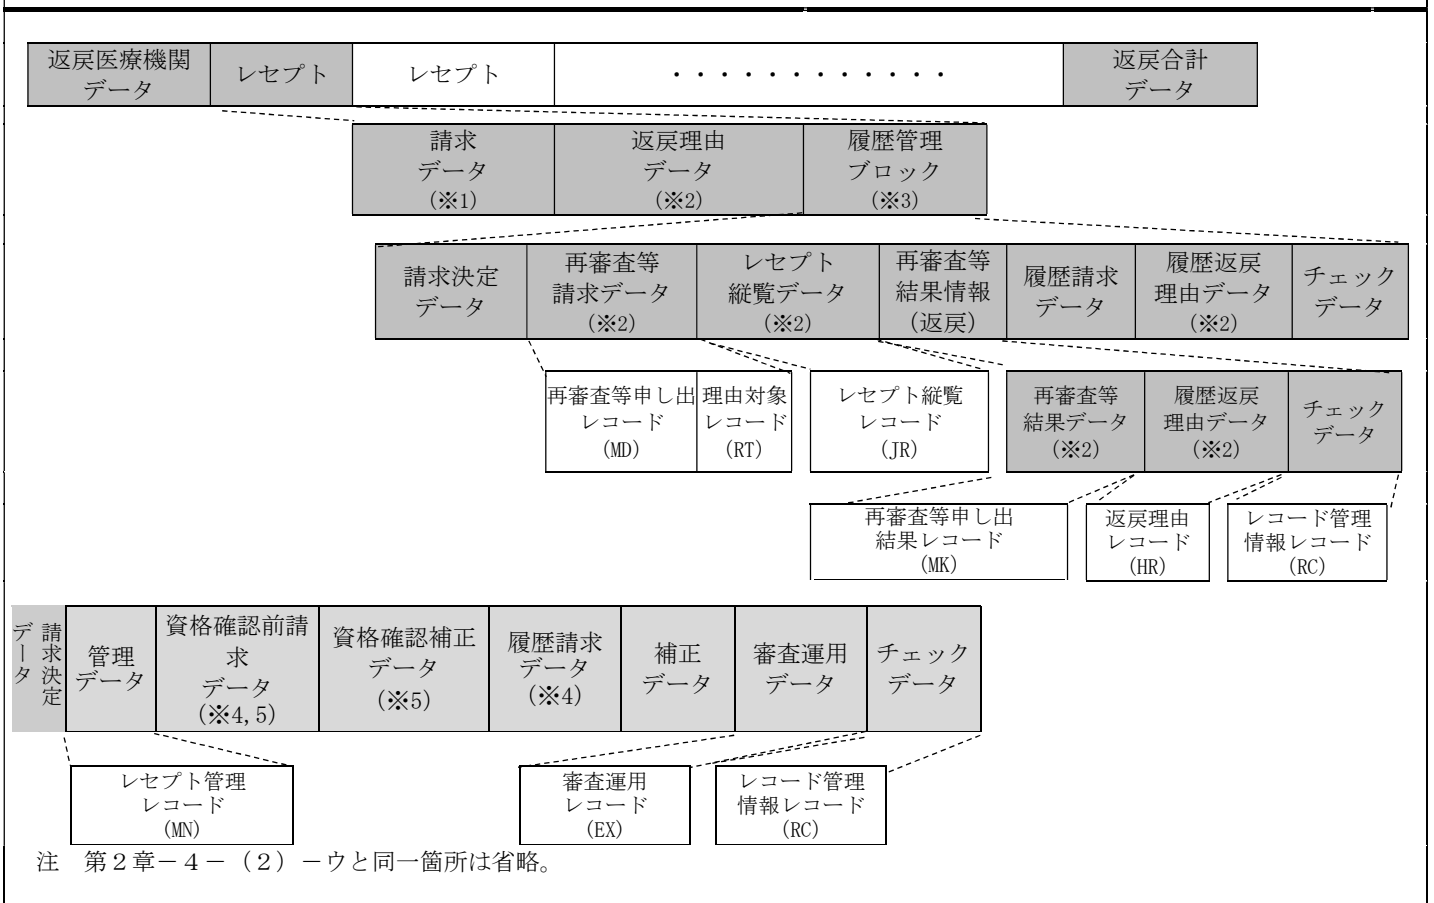 返戻医療機関
データ
レセプト
レセプト
・・・・・・・・・・・・
返戻合計
データ
請求
データ
(※1)
返戻理由
データ
(※2)
履歴管理
ブロック
(※3)
請求決定
データ
再審査等
請求データ
(※2)
レセプト
縦覧データ
(※2)
再審査等
結果情報
(返戻)
履歴請求
データ
履歴返戻
理由データ
(※2)
チェック
データ
再審査等申し出
レコード
(MD)
理由対象
レコード
(RT)
レセプト縦覧
レコード
(JR)
再審査等
結果データ
(※2)
履歴返戻
理由データ
(※2)
チェック
データ
再審査等申し出
結果レコード
(MK)
返戻理由
レコード
(HR)
レコード管理
情報レコード
(RC)
請求決定
データ
管理
データ
資格確認前請
求
データ
(※4,5)
資格確認補正
データ
(※5)
履歴請求
データ
(※4)
補正
データ
審査運用
データ
チェック
データ
レセプト管理
レコード
(MN)
審査運用
レコード
(EX)
レコード管理
情報レコード
(RC)
注　第２章－４－（２）－ウと同一箇所は省略。